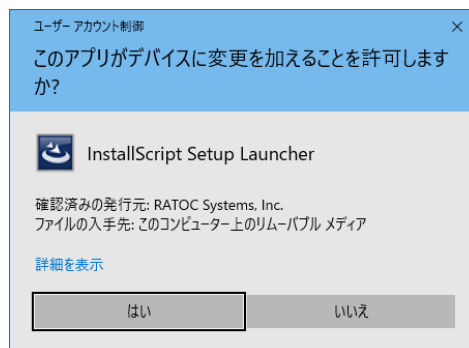 ユーザー アカウント制御
このアプリがデバイスに変更を加えることを許可します
か?
InstallScript Setup Launcher
確認済みの発行元: RATOC Systems, Inc.
ファイルの入手先: このコンピューター上のリムーバブル メディア
詳細を表示
はい
いいえ